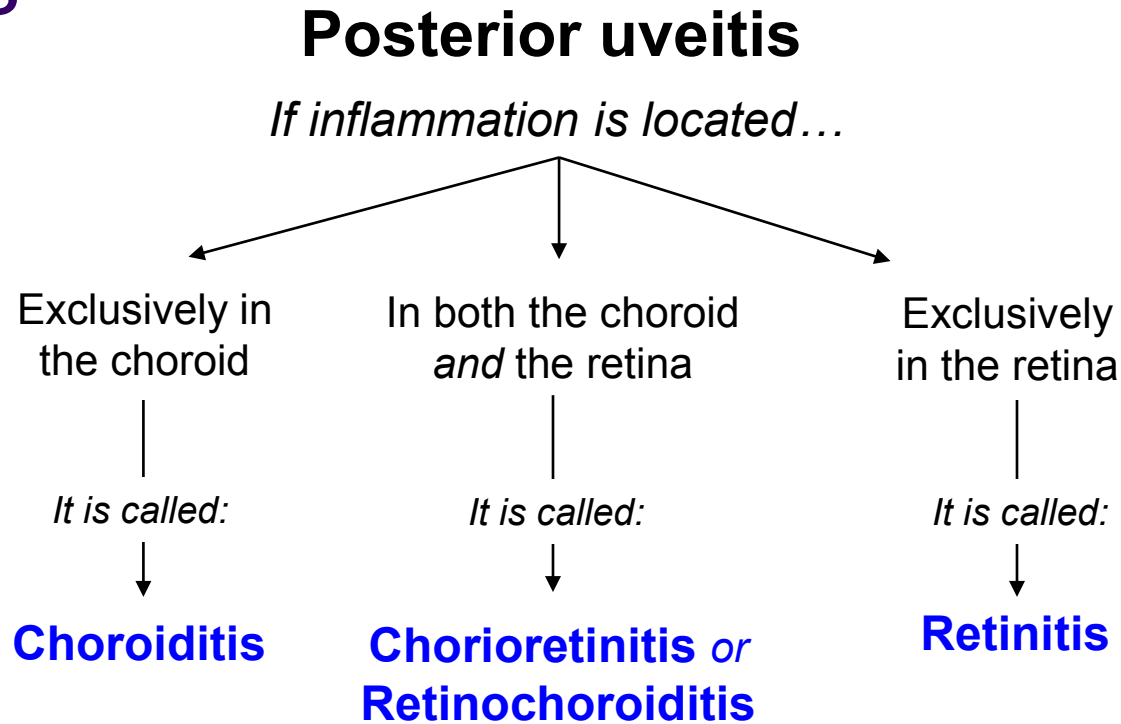 Posterior uveitis
If inflammation is located…
Exclusively in
the choroid
In both the choroid
and the retina
Exclusively
in the retina
It is called:
It is called:
It is called:
Choroiditis
Chorioretinitis or
Retinochoroiditis
Retinitis